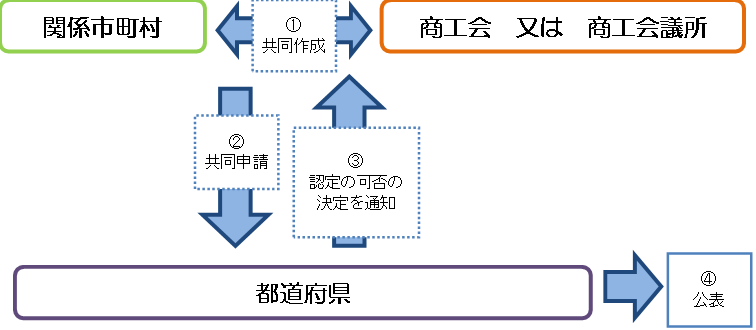 関係市町村
①
共同作成
商工会　又は　商工会議所
②
共同申請
③
認定の可否の
決定を通知
都道府県
④
公表